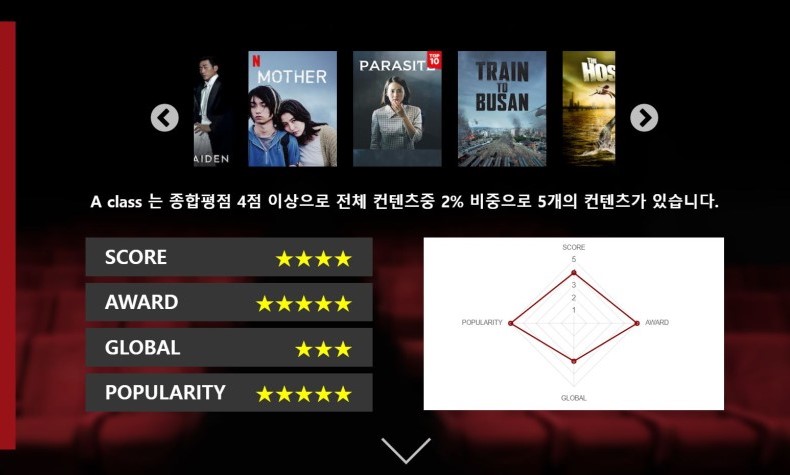 AIDEN
N
MOTHER
PARASITE
TOP
10
TRAIN
TO
BUSAN
THE
HOS
A class 는 종합평점 4점 이상으로 전체 컨텐츠중 2% 비중으로 5개의 컨텐츠가 있습니다.
SCORE ★★★★
AWARD ★★★★★
GLOBAL ★★★
POPULARITY ★★★★★
SCORE
5
3
2
1
POPULARITY
AWARD
GLOBAL